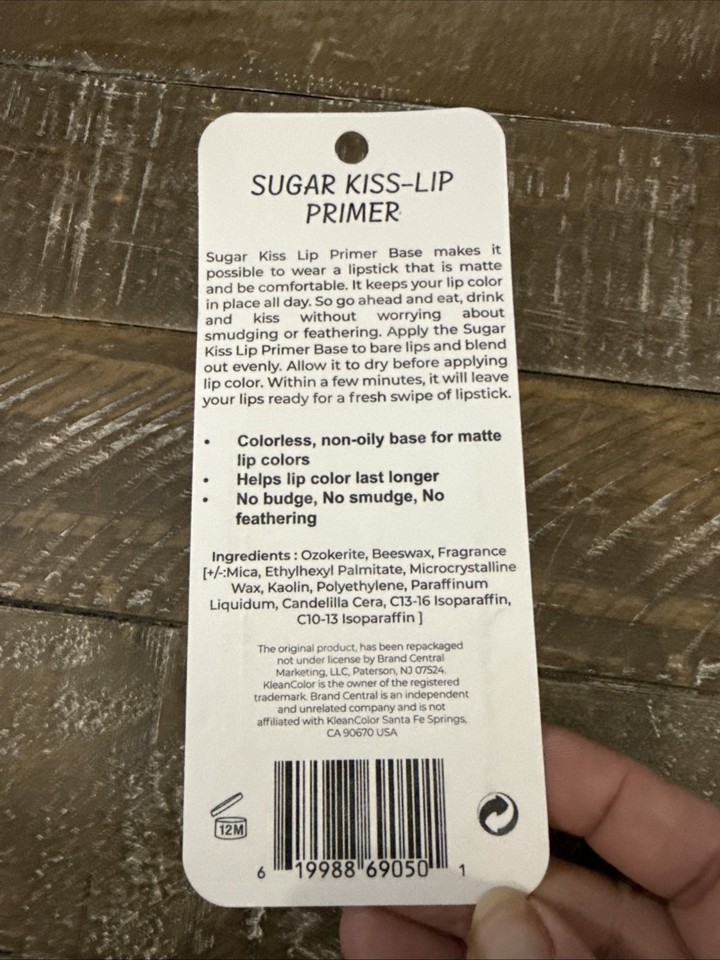 SUGAR KISS-LIP
PRIMER
Sugar Kiss Lip Primer Base makes it
possible to wear a lipstick that is matte
and be comfortable. It keeps your lip color
in place all day. So go ahead and eat, drink
and kiss without worrying about
smudging or feathering. Apply the Sugar
Kiss Lip Primer Base to bare lips and blend
out evenly. Allow it to dry before applying
lip color. Within a few minutes, it will leave
your lips ready for a fresh swipe of lipstick.
• Colorless, non-oily base for matte
lip colors
• Helps lip color last longer
• No budge, No smudge, No
feathering
Ingredients : Ozokerite, Beeswax, Fragrance
[+/-:Mica, Ethylhexyl Palmitate, Microcrystalline
Wax, Kaolin, Polyethylene, Paraffinum
Liquidum, Candelilla Cera, C13-16 Isoparaffin,
C10-13 Isoparaffin ]
The original product, has been repackaged
not under license by Brand Central
Marketing, LLC, Paterson, NJ 07524.
KleanColor is the owner of the registered
trademark. Brand Central is an independent
and unrelated company and is not
affiliated with KleanColor Santa Fe Springs,
CA 90670 USA
12M
6 19988 69050 1